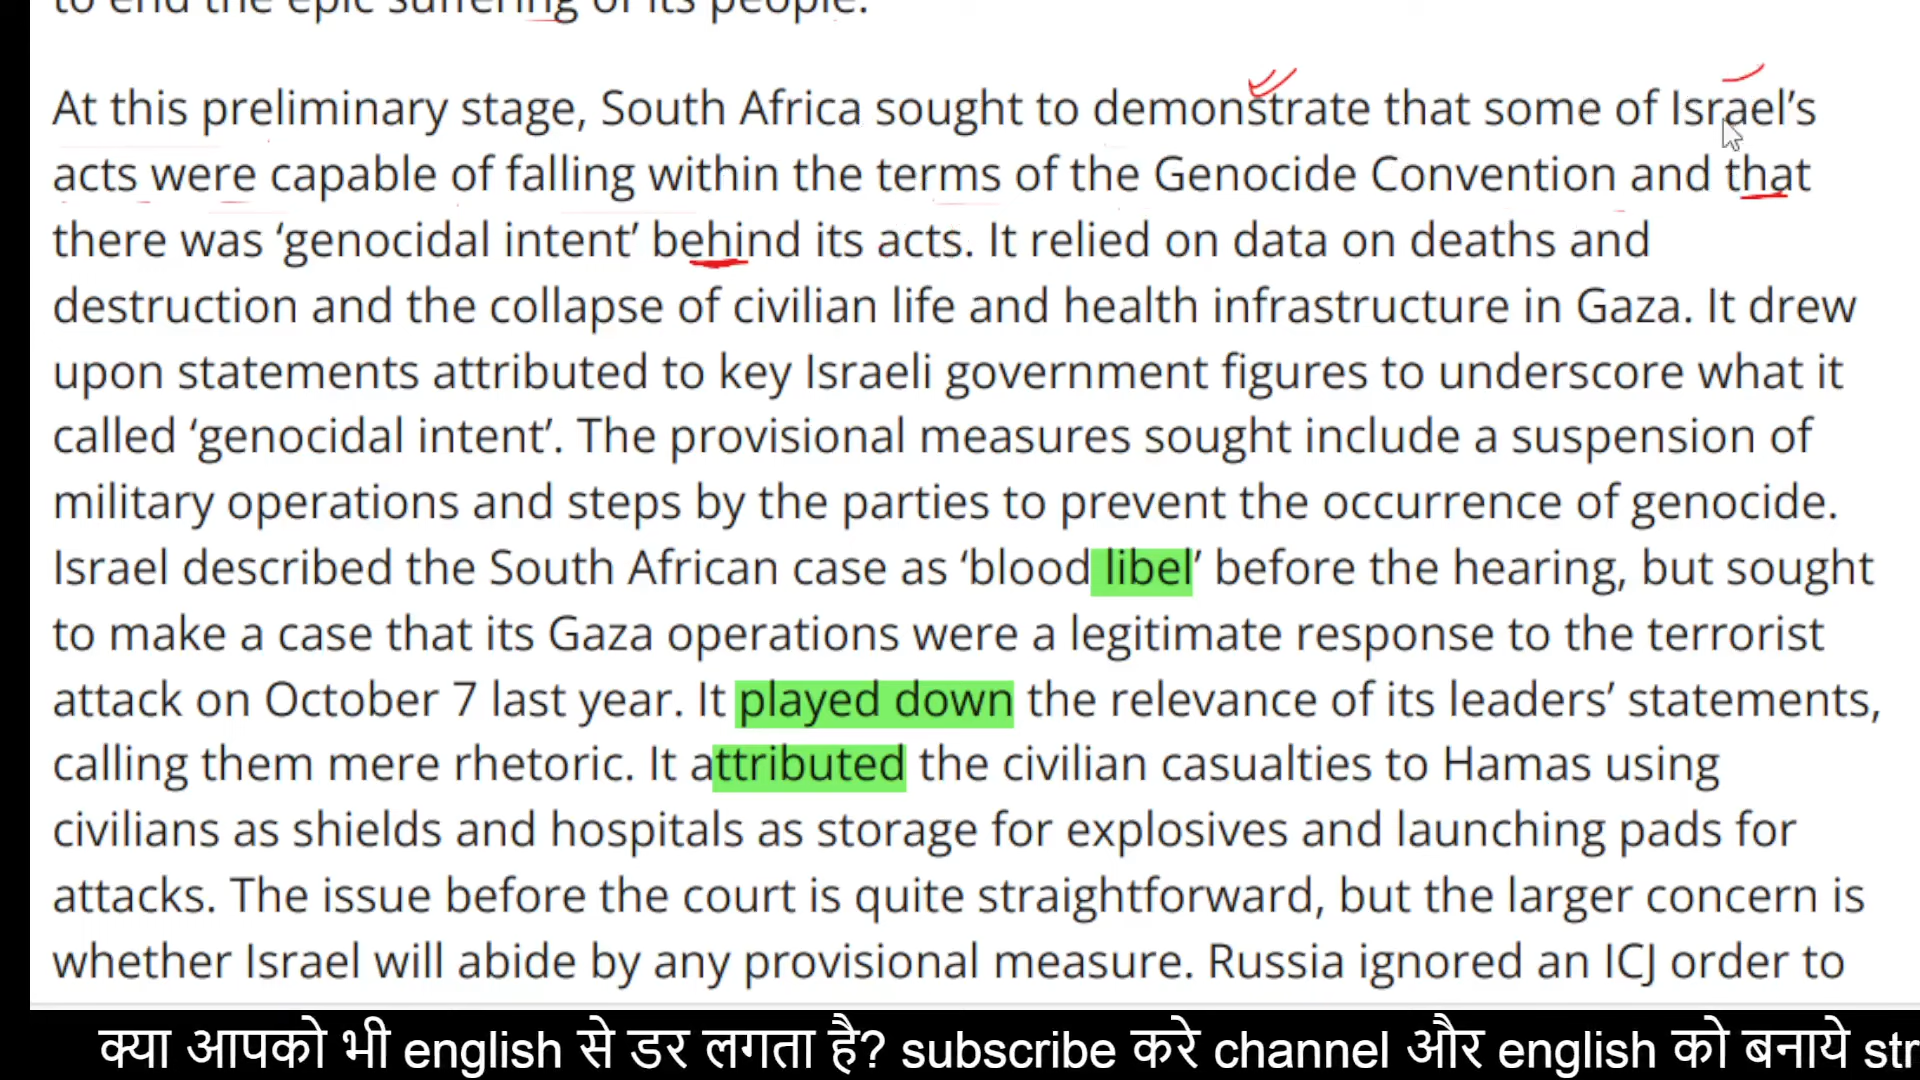 to end the epic suffering of its people.
At this preliminary stage, South Africa sought to demonstrate that some of Israel’s
acts were capable of falling within the terms of the Genocide Convention and that
there was ‘genocidal intent’ behind its acts. It relied on data on deaths and
destruction and the collapse of civilian life and health infrastructure in Gaza. It drew
upon statements attributed to key Israeli government figures to underscore what it
called ‘genocidal intent’. The provisional measures sought include a suspension of
military operations and steps by the parties to prevent the occurrence of genocide.
Israel described the South African case as ‘blood libel’ before the hearing, but sought
to make a case that its Gaza operations were a legitimate response to the terrorist
attack on October 7 last year. It played down the relevance of its leaders’ statements,
calling them mere rhetoric. It attributed the civilian casualties to Hamas using
civilians as shields and hospitals as storage for explosives and launching pads for
attacks. The issue before the court is quite straightforward, but the larger concern is
whether Israel will abide by any provisional measure. Russia ignored an ICJ order to
क्या आपको भी english से डर लगता है? subscribe करे channel और english को बनाये str